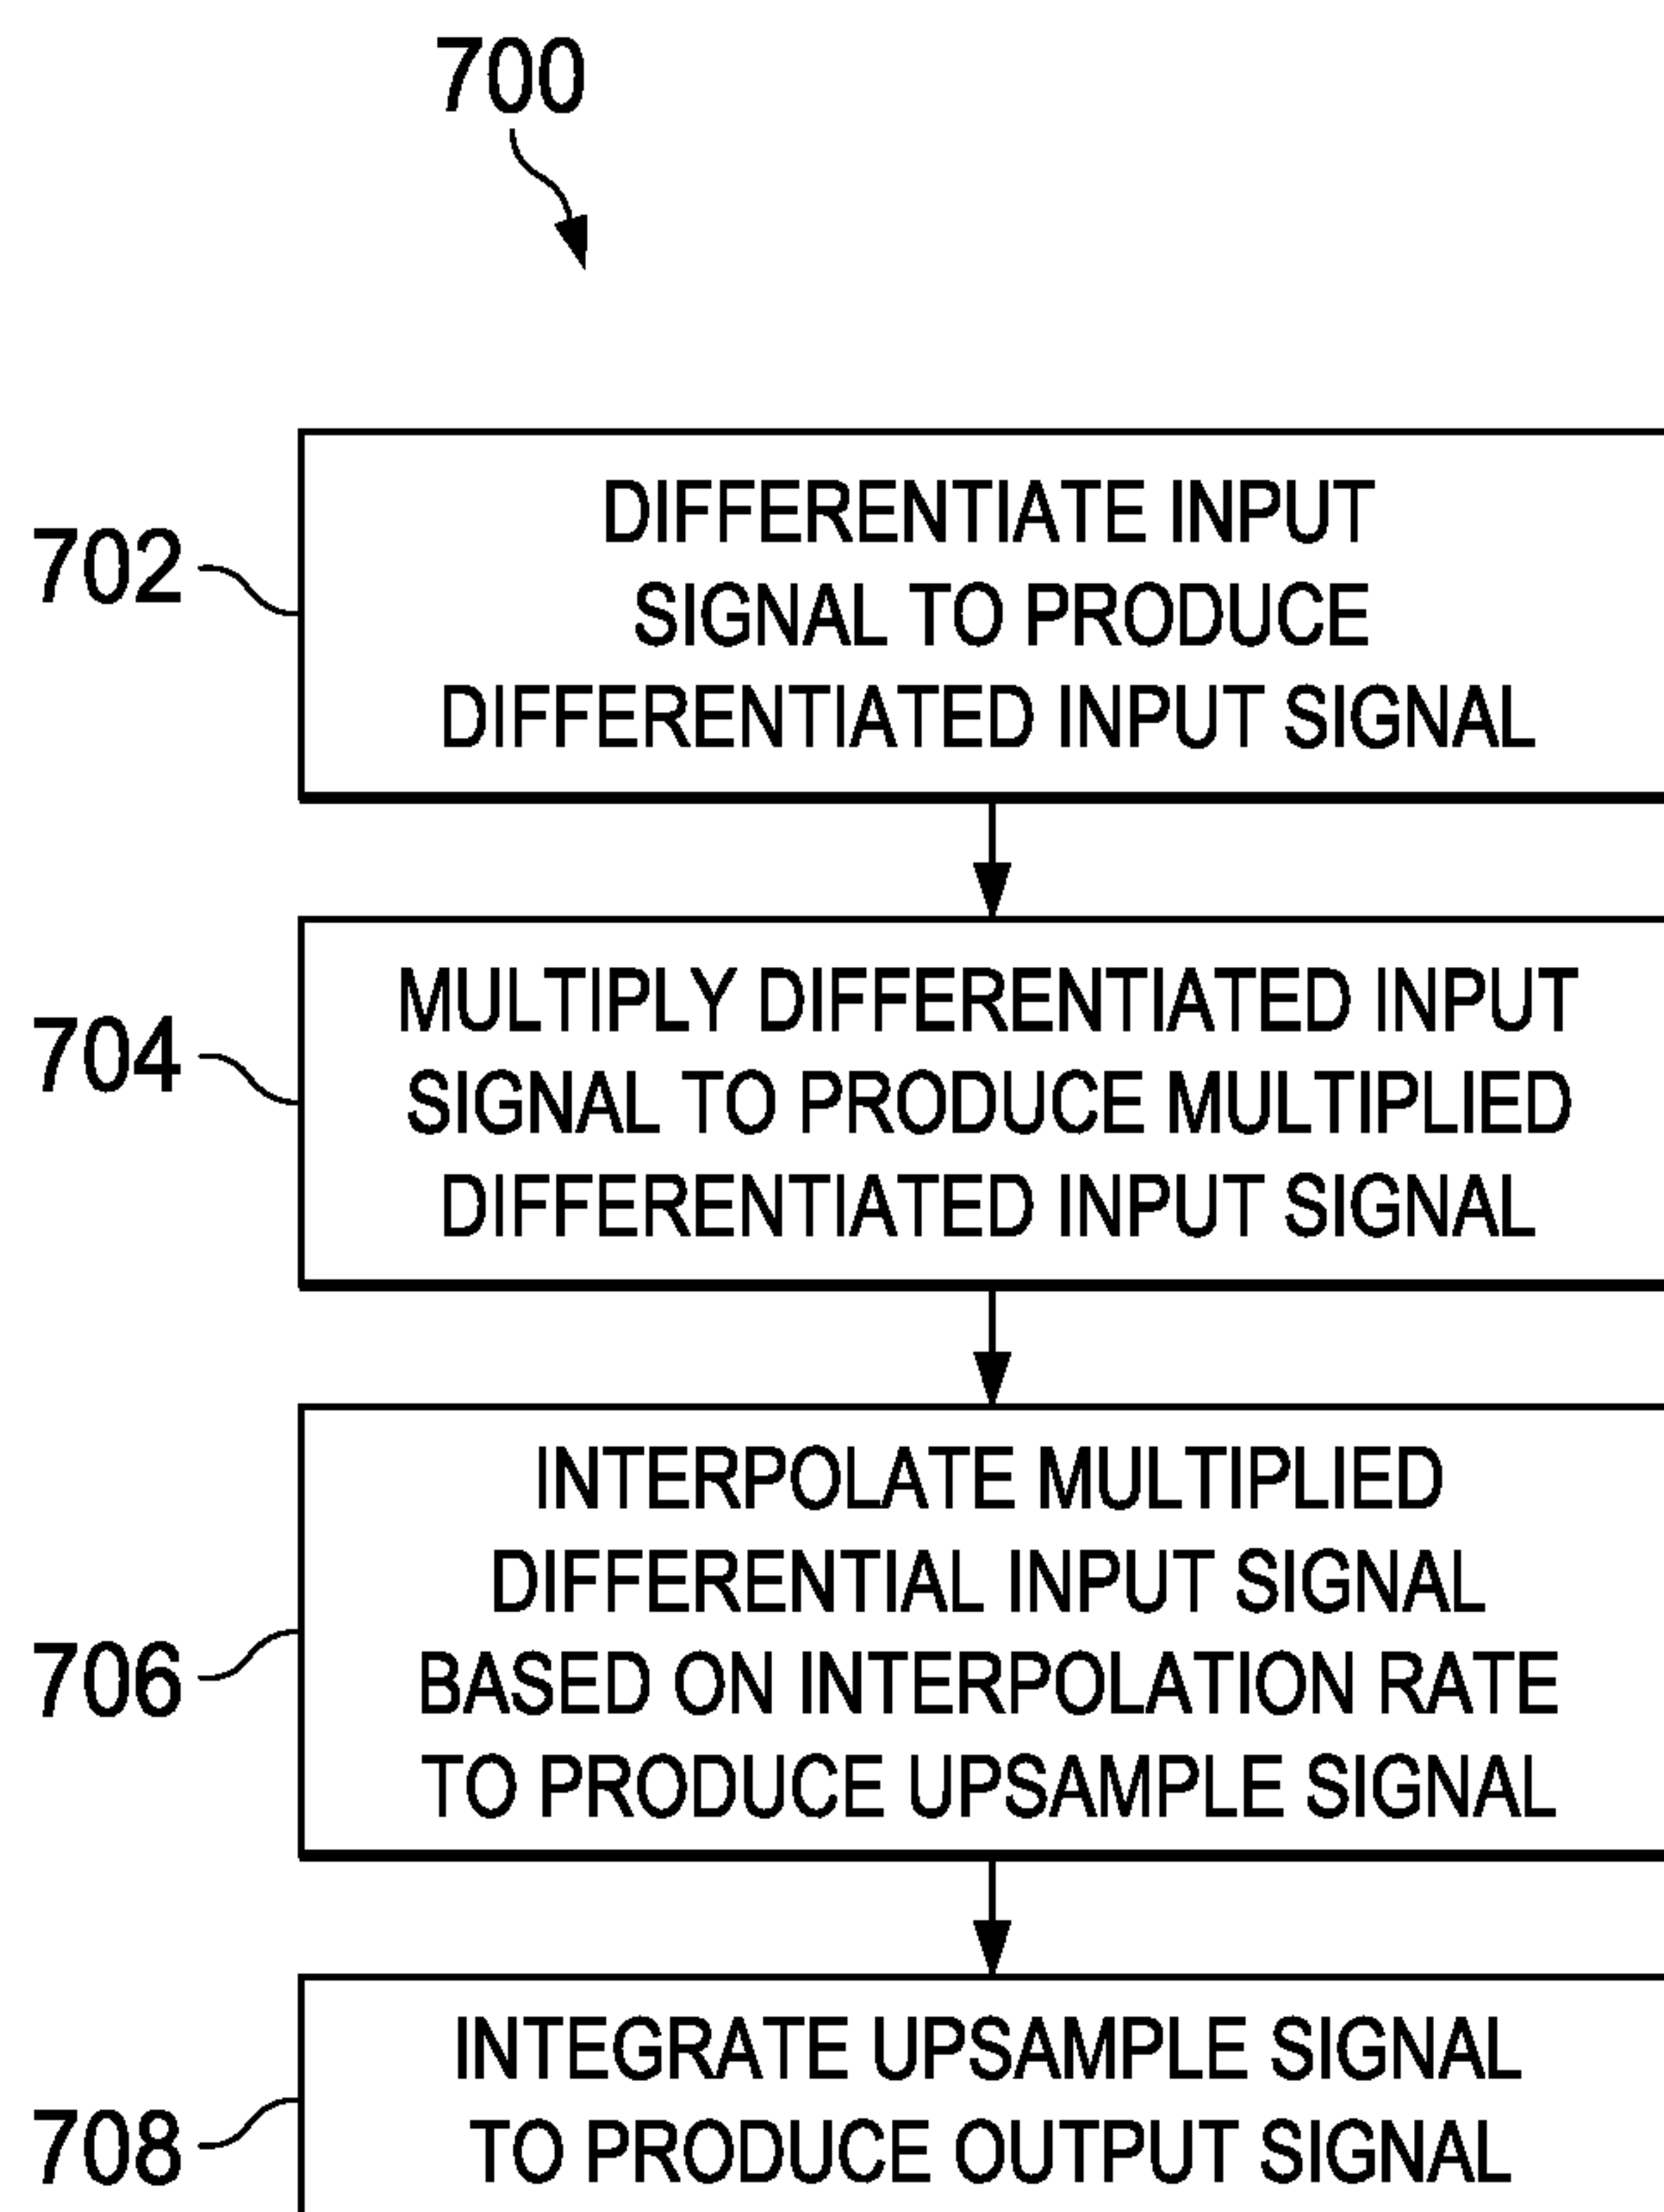 700
702
DIFFERENTIATE INPUT
SIGNAL TO PRODUCE
DIFFERENTIATED INPUT SIGNAL
704
MULTIPLY DIFFERENTIATED INPUT
SIGNAL TO PRODUCE MULTIPLIED
DIFFERENTIATED INPUT SIGNAL
706
INTERPOLATE MULTIPLIED
DIFFERENTIAL INPUT SIGNAL
BASED ON INTERPOLATION RATE
TO PRODUCE UPSAMPLE SIGNAL
708
INTEGRATE UPSAMPLE SIGNAL
TO PRODUCE OUTPUT SIGNAL